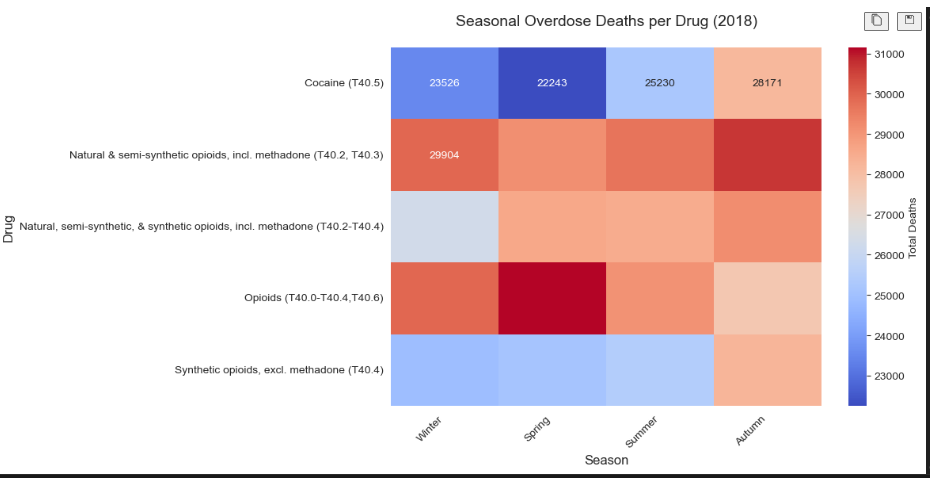 Seasonal Overdose Deaths per Drug (2018)
Cocaine (T40.5)
23526 22243 25230 28171
Natural & semi-synthetic opioids, incl. methadone (T40.2, T40.3)
29904
Natural, semi-synthetic, & synthetic opioids, incl. methadone (T40.2-T40.4)
Opioids (T40.0-T40.4,T40.6)
Synthetic opioids, excl. methadone (T40.4)
Drug
Winter Spring Summer Autumn
Season
31000
30000
29000
28000
27000
26000
25000
24000
23000
Total Deaths